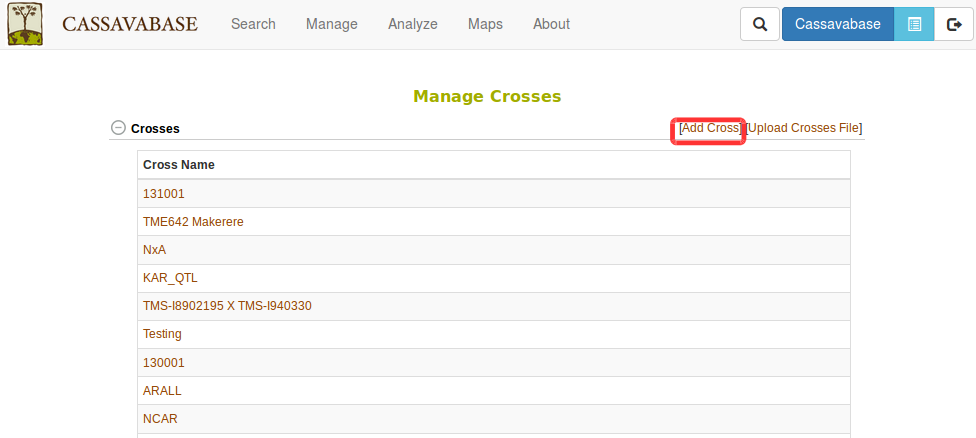 CASSAVABASE Search Manage Analyze Maps About Cassavabase
Manage Crosses
Crosses [Add Cross] [Upload Crosses File]
Cross Name
131001
TME642 Makerere
NxA
KAR_QTL
TMS-I8902195 X TMS-I940330
Testing
130001
ARALL
NCAR